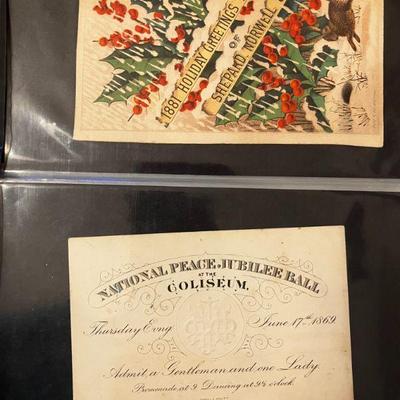 1881 HOLIDAY GREETINGS
OF
SHEPARD NORWELL
NATIONAL PEACE JUBILEE BALL
AT THE
COLISEUM,
Thursday Evng June 17th 1869.
Admit a Gentleman and one Lady.
Promenade at 9 Dancing at 9½ o'clock